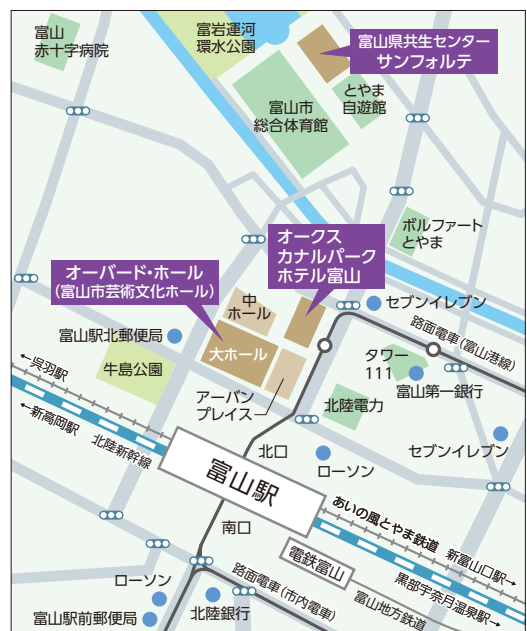 富山
赤十字病院
富岩運河
環水公園
富山県共生センター
サンフォルテ
富山市
総合体育館
とやま
自遊館
ボルファート
とやま
オークス
カナルパーク
ホテル富山
オーバード・ホール
(富山市芸術文化ホール)
中
ホール
大ホール
セブンイレブン
路面電車(富山港線)
富山駅北郵便局
牛島公園
アーバン
プレイス
タワー
111
富山第一銀行
北陸電力
セブンイレブン
ローソン
←呉羽駅
←新高岡駅
北陸新幹線
北口
富山駅
南口
あいの風とやま鉄道
新富山口駅→
電鉄富山
黒部宇奈月温泉駅→
富山地方鉄道
路面電車(市内電車)
ローソン
富山駅前郵便局
北陸銀行